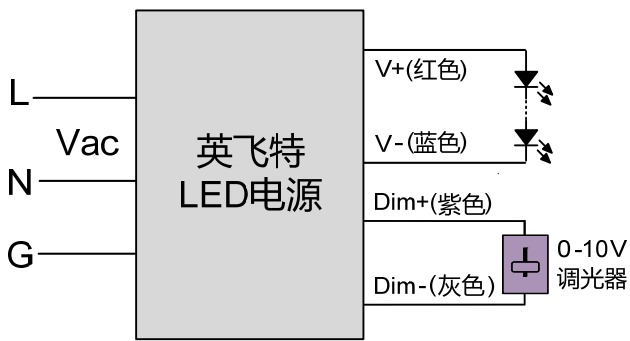 L
Vac
N
G
英飞特
LED电源
V+(红色)
V-(蓝色)
Dim+(紫色)
Dim-(灰色)
0-10V
调光器